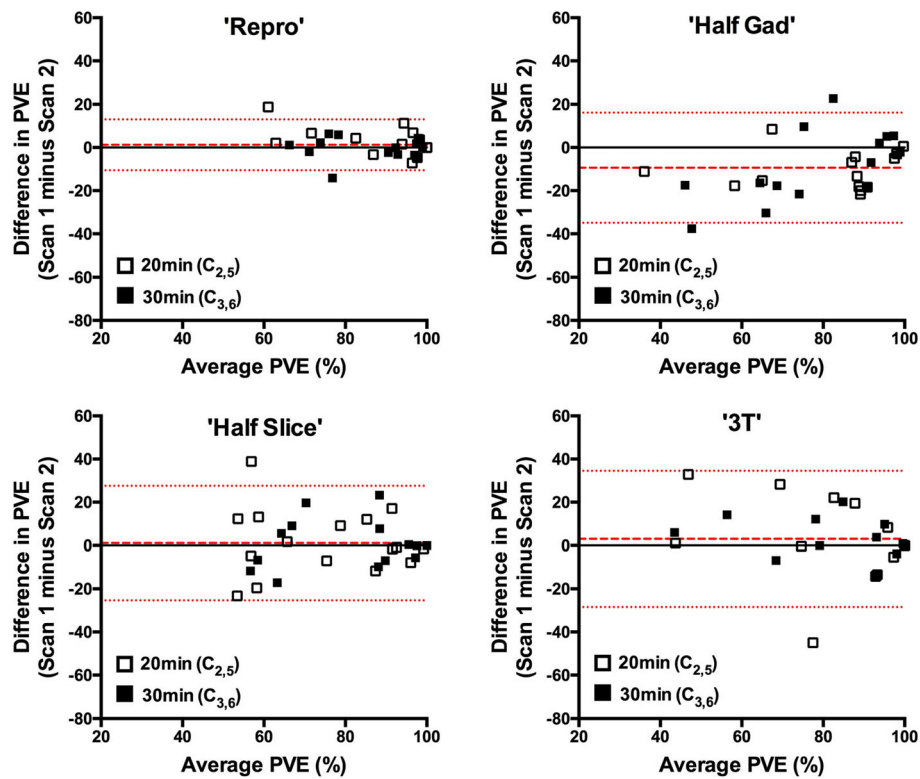 'Repro'
Difference in PVE
(Scan 1 minus Scan 2)
60
40
20
0
-20
-40
-60
-80
20min (C2,5)
30min (C3,6)
20 40 60 80 100
Average PVE (%)
'Half Gad'
Difference in PVE
(Scan 1 minus Scan 2)
60
40
20
0
-20
-40
-60
-80
20min (C2,5)
30min (C3,6)
20 40 60 80 100
Average PVE (%)
'Half Slice'
Difference in PVE
(Scan 1 minus Scan 2)
60
40
20
0
-20
-40
-60
-80
20min (C2,5)
30min (C3,6)
20 40 60 80 100
Average PVE (%)
'3T'
Difference in PVE
(Scan 1 minus Scan 2)
60
40
20
0
-20
-40
-60
-80
20min (C2,5)
30min (C3,6)
20 40 60 80 100
Average PVE (%)